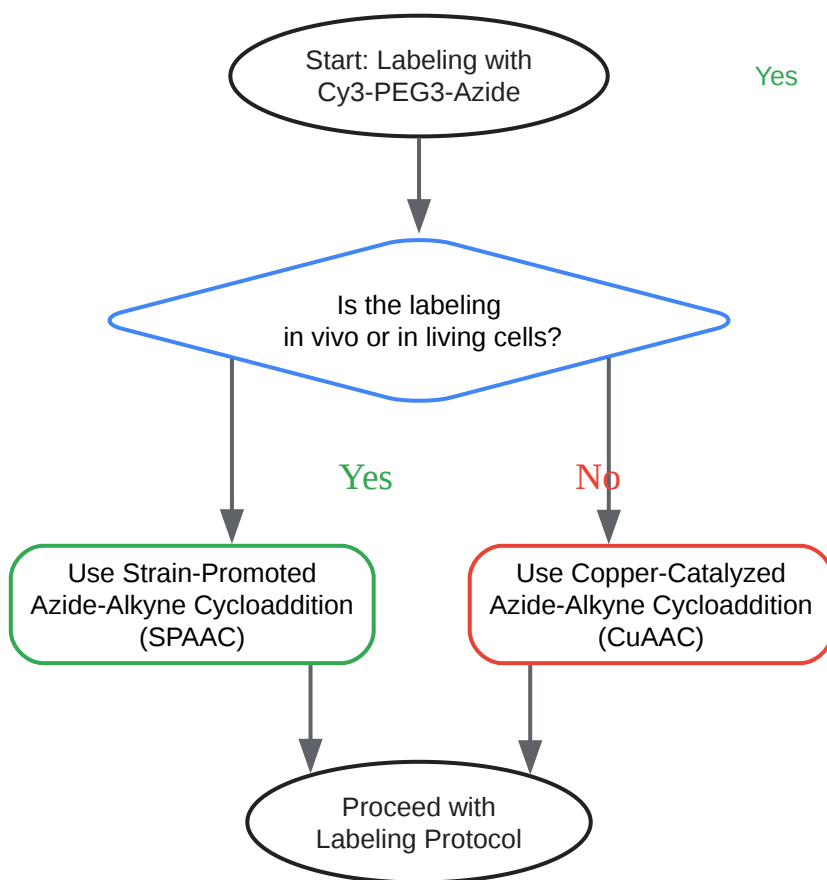 Start: Labeling with
Cy3-PEG3-Azide
Yes
Is the labeling
in vivo or in living cells?
Yes
No
Use Strain-Promoted
Azide-Alkyne Cycloaddition
(SPAAC)
Use Copper-Catalyzed
Azide-Alkyne Cycloaddition
(CuAAC)
Proceed with
Labeling Protocol